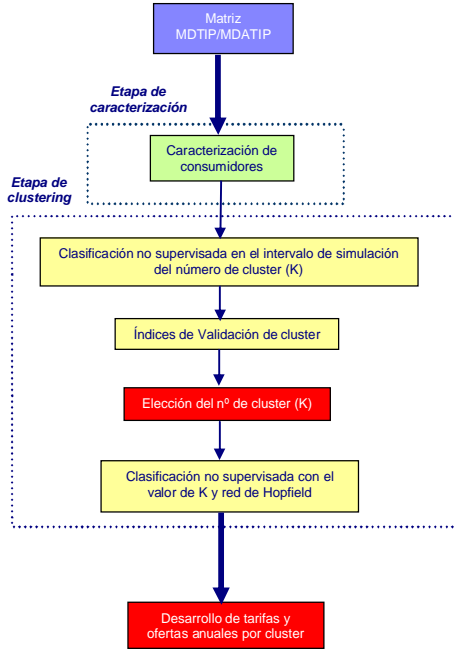 Matriz
MDTIP/MDATIP
Etapa de
caracterización
Caracterización de
consumidores
Etapa de
clustering
Clasificación no supervisada en el intervalo de simulación
del número de cluster (K)
Índices de Validación de cluster
Elección del nº de cluster (K)
Clasificación no supervisada con el
valor de K y red de Hopfield
Desarrollo de tarifas y
ofertas anuales por cluster